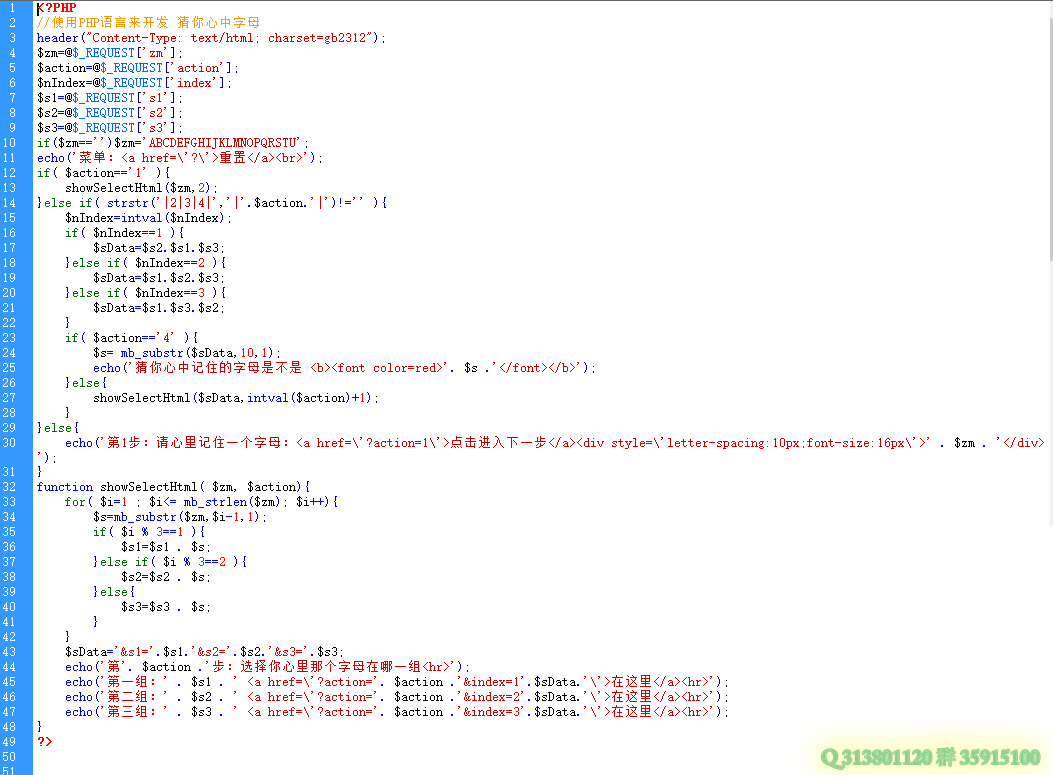 1 <?PHP
2 //使用PHP语言来开发 猜你心中字母
3 header("Content-Type: text/html; charset=gb2312");
4 $zm=@$_REQUEST['zm'];
5 $action=@$_REQUEST['action'];
6 $nIndex=@$_REQUEST['index'];
7 $s1=@$_REQUEST['s1'];
8 $s2=@$_REQUEST['s2'];
9 $s3=@$_REQUEST['s3'];
10 if($zm=='')$zm='ABCDEFGHIJKLMNOPQRSTU';
11 echo('菜单：<a href=\'?\'>重置</a><br>');
12 if( $action=='1' ){
13     showSelectHtml($zm,2);
14 }else if( strstr('|2|3|4|','|'.$action.'|')!='' ){
15     $nIndex=intval($nIndex);
16     if( $nIndex==1 ){
17         $sData=$s2.$s1.$s3;
18     }else if( $nIndex==2 ){
19         $sData=$s1.$s2.$s3;
20     }else if( $nIndex==3 ){
21         $sData=$s1.$s3.$s2;
22     }
23     if( $action=='4' ){
24         $s= mb_substr($sData,10,1);
25         echo('猜你心中记住的字母是不是 <b><font color=red>'. $s .'</font></b>');
26     }else{
27         showSelectHtml($sData,intval($action)+1);
28     }
29 }else{
30     echo('第1步：请心里记住一个字母：<a href=\'?action=1\'>点击进入下一步</a><div style=\'letter-spacing:10px;font-size:16px\'>' . $zm . '</div>
');
31 }
32 function showSelectHtml( $zm, $action){
33     for( $i=1 ; $i<= mb_strlen($zm); $i++){
34         $s=mb_substr($zm,$i-1,1);
35         if( $i % 3==1 ){
36             $s1=$s1 . $s;
37         }else if( $i % 3==2 ){
38             $s2=$s2 . $s;
39         }else{
40             $s3=$s3 . $s;
41         }
42     }
43     $sData='&s1='.$s1.'&s2='.$s2.'&s3='.$s3;
44     echo('第'. $action .'步：选择你心里那个字母在哪一组<hr>');
45     echo('第一组：' . $s1 . ' <a href=\'?action='. $action .'&index=1'.$sData.'\'>在这里</a><hr>');
46     echo('第二组：' . $s2 . ' <a href=\'?action='. $action .'&index=2'.$sData.'\'>在这里</a><hr>');
47     echo('第三组：' . $s3 . ' <a href=\'?action='. $action .'&index=3'.$sData.'\'>在这里</a><hr>');
48 }
49 ?>
50
51
Q313801120 群 35915100